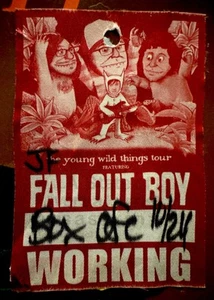 the young wild things tour
FEATURING
FALL OUT BOY
JF
Box Ofc 10/24
WORKING